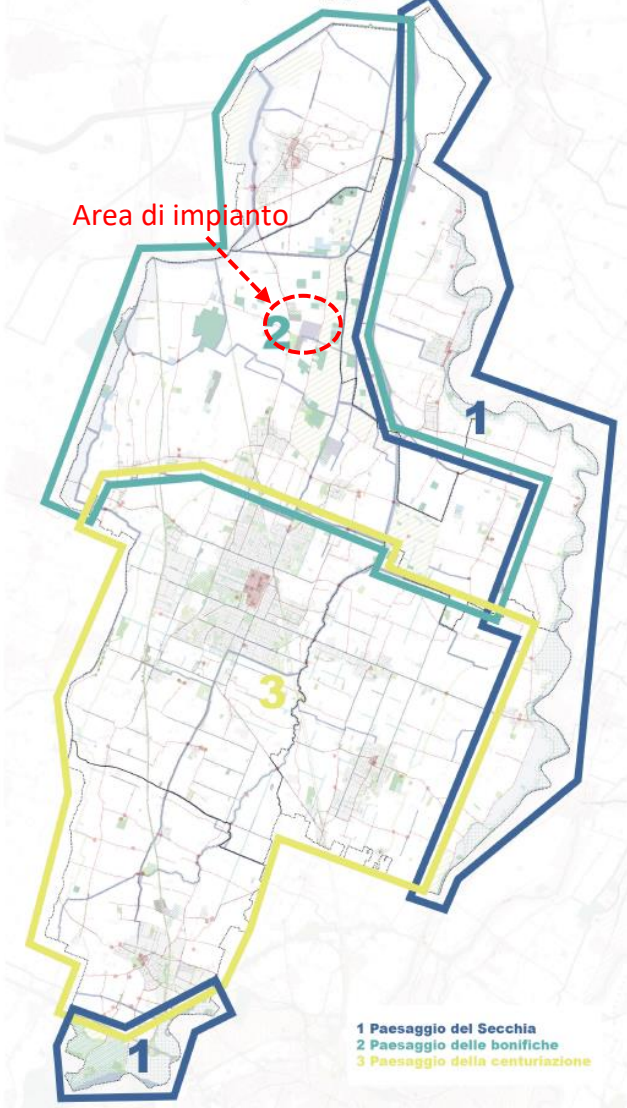 Area di impianto
2
1
3
1
1 Paesaggio del Secchia
2 Paesaggio delle bonifiche
3 Paesaggio della centuriazione